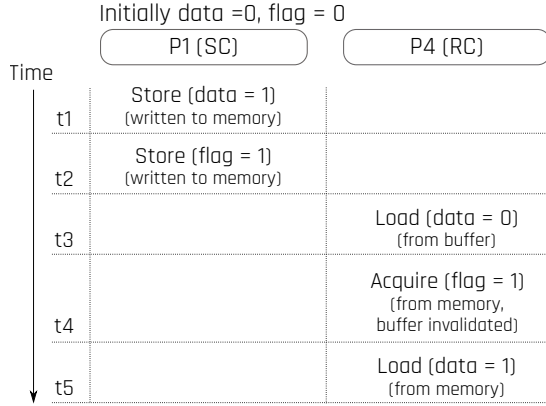 Initially data =0, flag = 0
P1 (SC)
P4 (RC)
Time
t1
Store (data = 1)
(written to memory)
t2
Store (flag = 1)
(written to memory)
t3
Load (data = 0)
(from buffer)
t4
Acquire (flag = 1)
(from memory,
buffer invalidated)
t5
Load (data = 1)
(from memory)